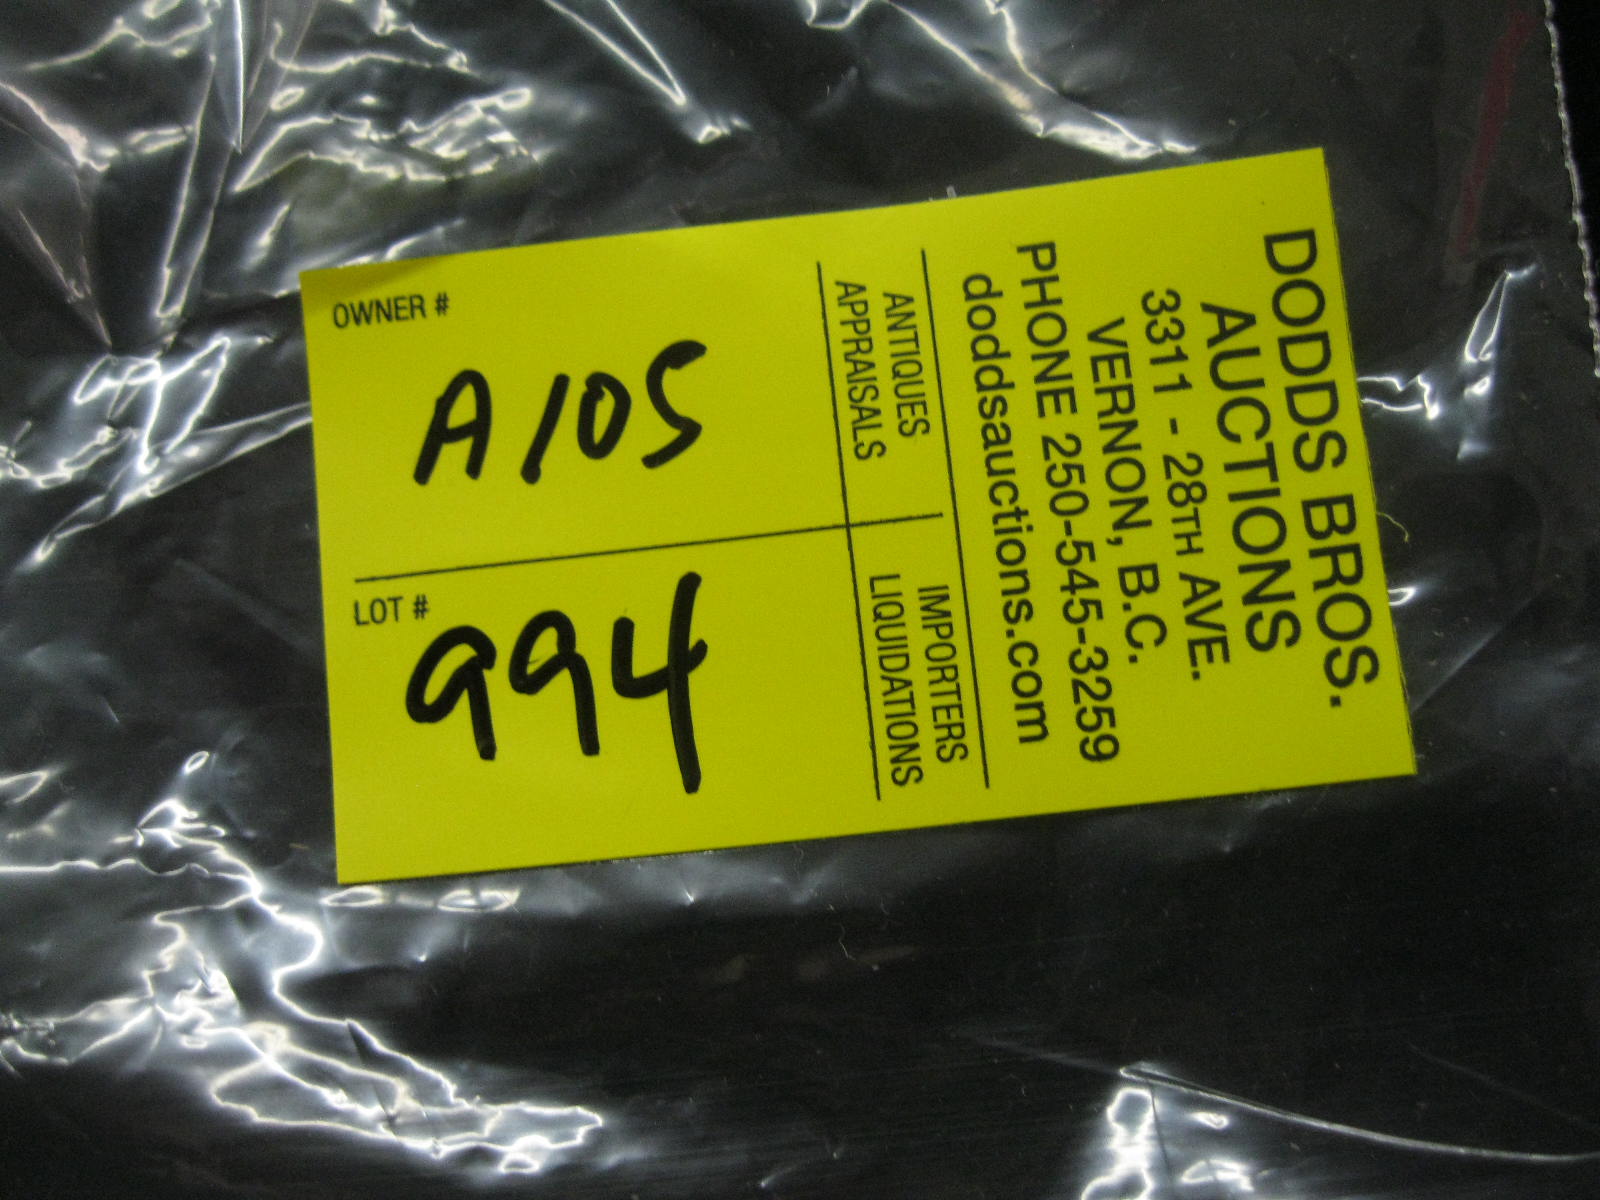 DODDS BROS.
AUCTIONS
3311 - 28TH AVE.
VERNON, B.C.
PHONE 250-545-3259
doddsauctions.com
ANTIQUES
APPRAISALS
IMPORTERS
LIQUIDATIONS
OWNER #
A105
LOT #
994